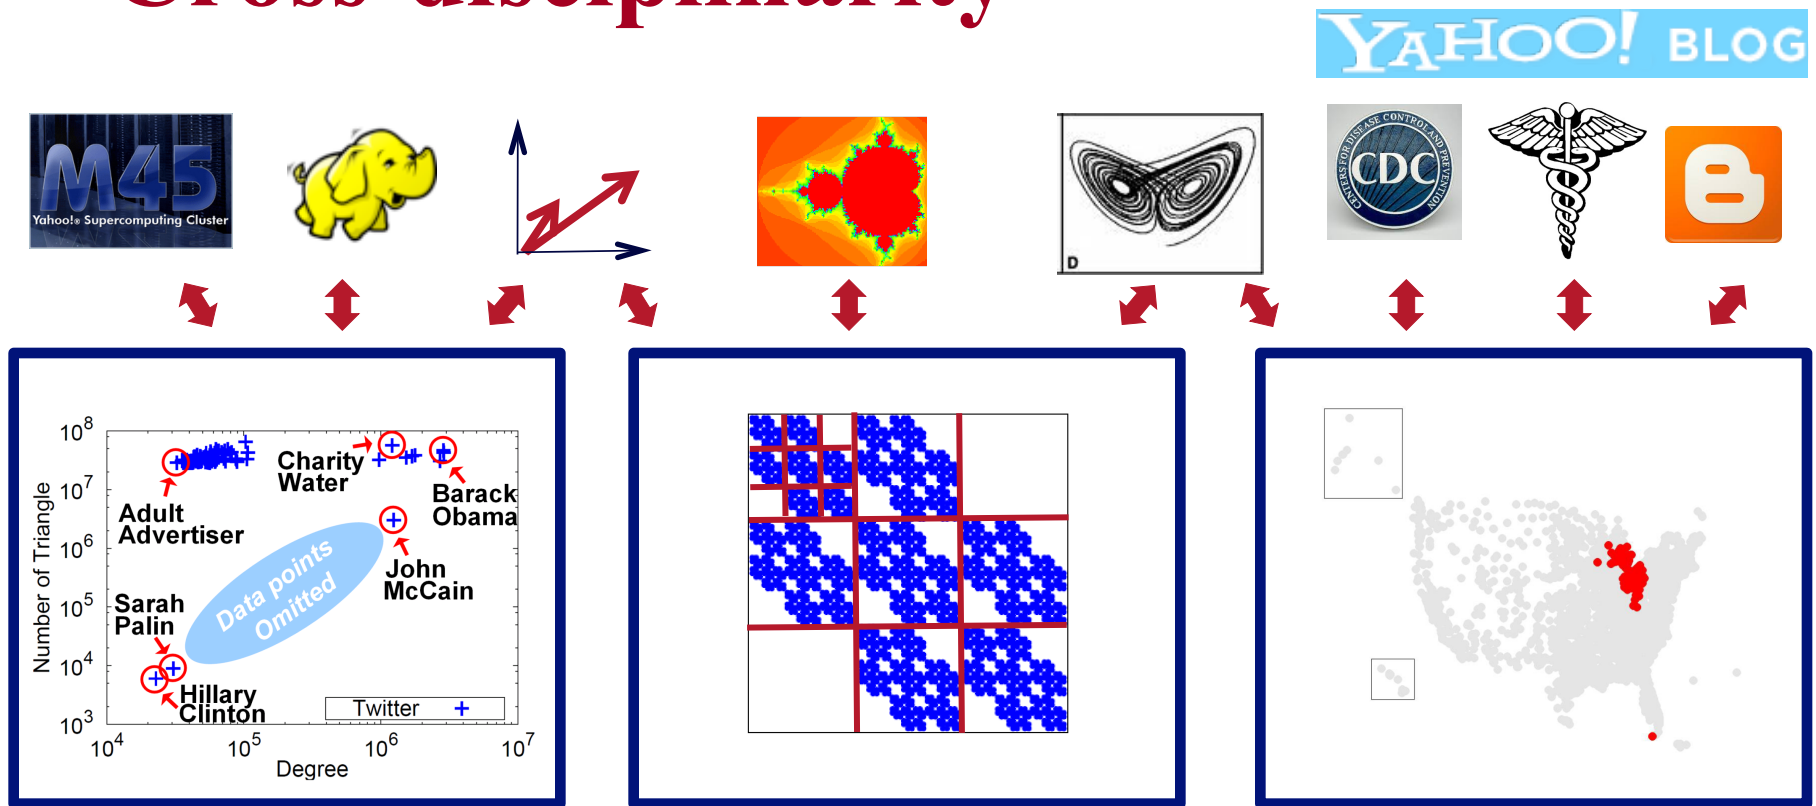 Cross-disciplinarity
YAHOO! BLOG
M45
Yahoo!® Supercomputing Cluster
D
CENTERS FOR DISEASE CONTROL AND PREVENTION
CDC
Number of Triangle
10^8
10^7
10^6
10^5
10^4
10^3
Adult
Advertiser
Charity
Water
Barack
Obama
John
McCain
Data points
Omitted
Sarah
Palin
Hillary
Clinton
Twitter
10^4 10^5 10^6 10^7
Degree